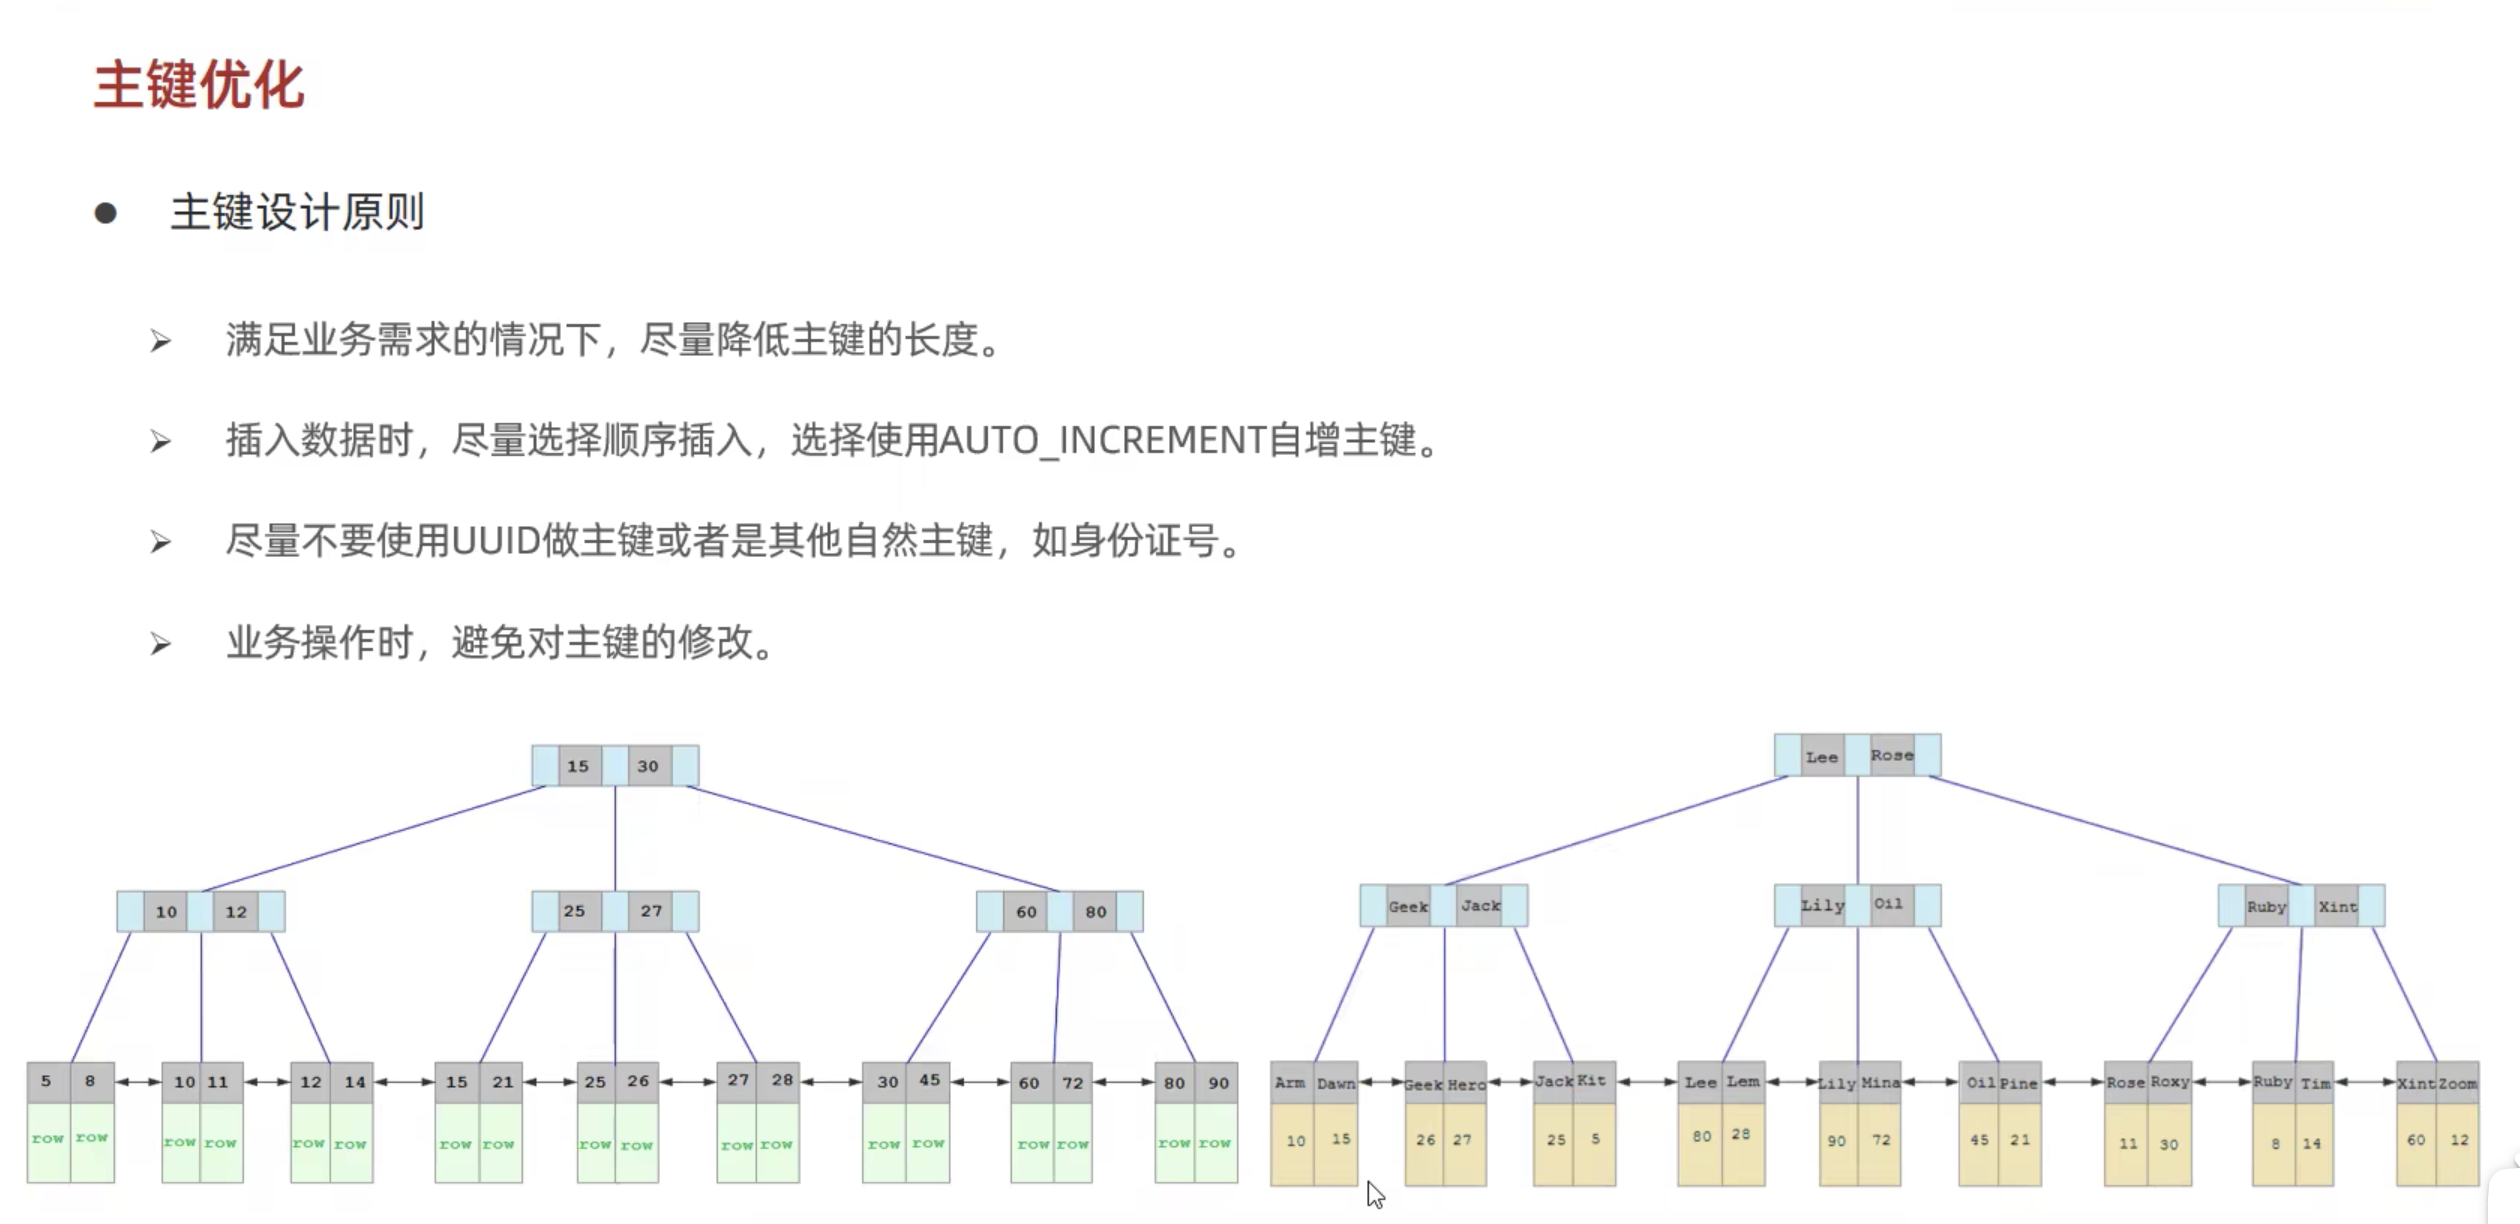 主键优化
● 主键设计原则
➢ 满足业务需求的情况下，尽量降低主键的长度。
➢ 插入数据时，尽量选择顺序插入，选择使用AUTO_INCREMENT自增主键。
➢ 尽量不要使用UUID做主键或者是其他自然主键，如身份证号。
➢ 业务操作时，避免对主键的修改。
15 30
10 12 25 27 60 80
5 8 10 11 12 14 15 21 25 26 27 28 30 45 60 72 80 90
row row row row row row row row row row row row row row row row row row
Lee Rose
Geek Jack Lily Oil Ruby Xint
Arm Dawn Geek Hero Jack Kit Lee Lem Lily Mina Oil Pine Rose Roxy Ruby Tim Xint Zoom
10 15 26 27 25 5 80 28 90 72 45 21 11 30 8 14 60 12